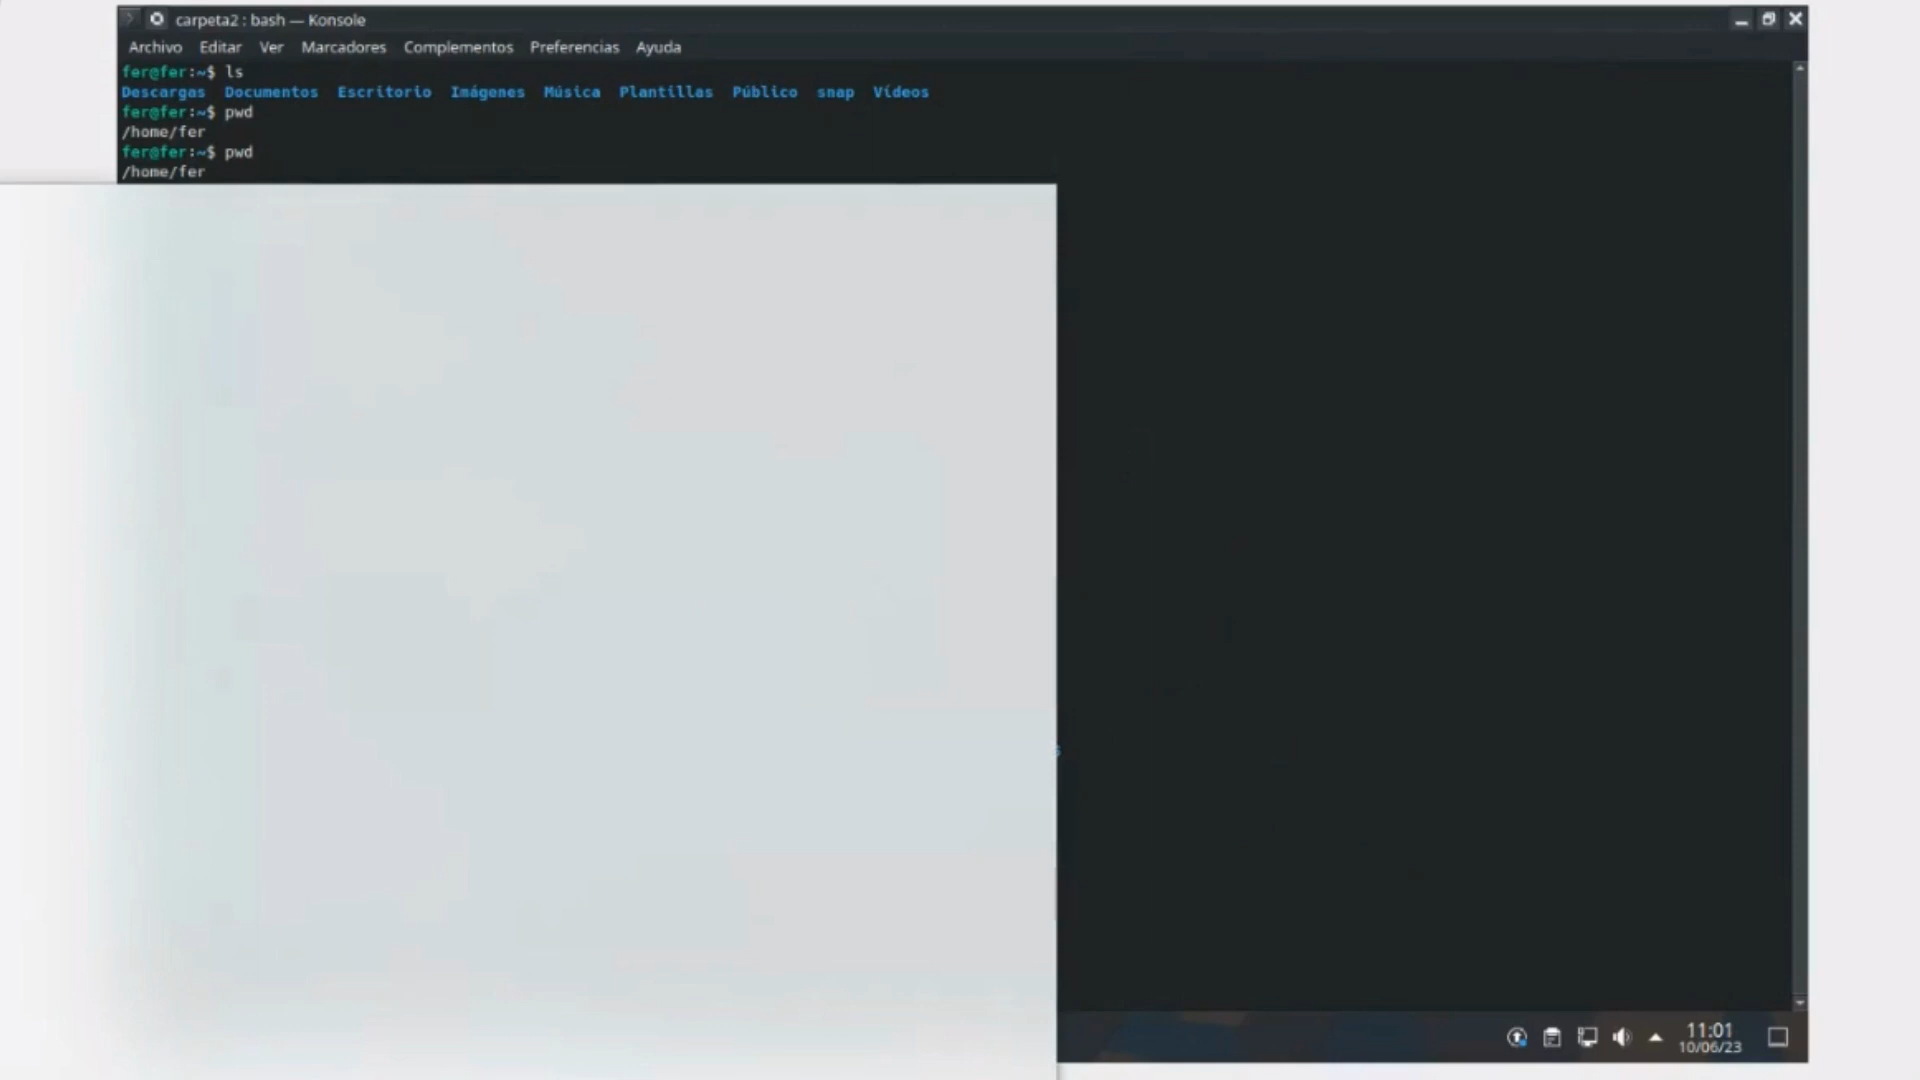 carpeta2 : bash — Konsole
Archivo Editar Ver Marcadores Complementos Preferencias Ayuda
fer@fer:~$ ls
Descargas Documentos Escritorio Imágenes Música Plantillas Público snap Vídeos
fer@fer:~$ pwd
/home/fer
fer@fer:~$ pwd
/home/fer
11:01
10/06/23